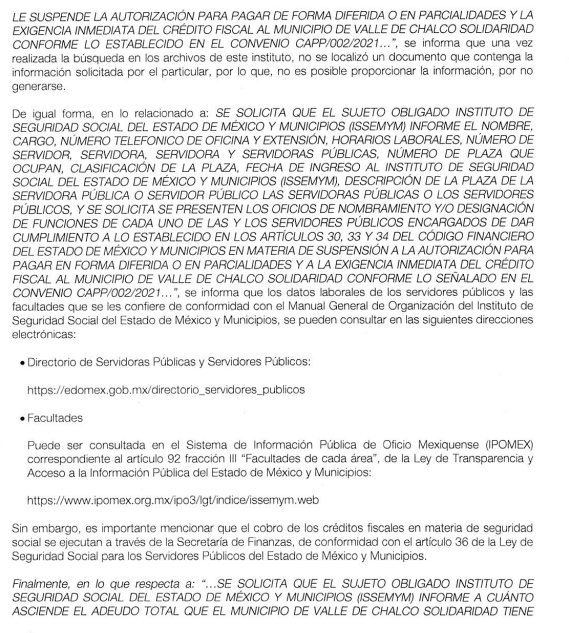 LE SUSPENDE LA AUTORIZACIÓN PARA PAGAR DE FORMA DIFERIDA O EN PARCIALIDADES Y LA
EXIGENCIA INMEDIATA DEL CRÉDITO FISCAL AL MUNICIPIO DE VALLE DE CHALCO SOLIDARIDAD
CONFORME LO ESTABLECIDO EN EL CONVENIO CAPP/002/2021...", se informa que una vez
realizada la búsqueda en los archivos de este instituto, no se localizó un documento que contenga la
información solicitada por el particular, por lo que, no es posible proporcionar la información, por no
generarse.
De igual forma, en lo relacionado a: SE SOLICITA QUE EL SUJETO OBLIGADO INSTITUTO DE
SEGURIDAD SOCIAL DEL ESTADO DE MÉXICO Y MUNICIPIOS (ISSEMYM) INFORME EL NOMBRE,
CARGO, NÚMERO TELEFONICO DE OFICINA Y EXTENSIÓN, HORARIOS LABORALES, NÚMERO DE
SERVIDOR, SERVIDORA, SERVIDORA Y SERVIDORAS PÚBLICAS, NÚMERO DE PLAZA QUE
OCUPAN, CLASIFICACIÓN DE LA PLAZA, FECHA DE INGRESO AL INSTITUTO DE SEGURIDAD
SOCIAL DEL ESTADO DE MÉXICO Y MUNICIPIOS (ISSEMYM), DESCRIPCIÓN DE LA PLAZA DE LA
SERVIDORA PÚBLICA O SERVIDOR PÚBLICO LAS SERVIDORAS PÚBLICAS O LOS SERVIDORES
PÚBLICOS, Y SE SOLICITA SE PRESENTEN LOS OFICIOS DE NOMBRAMIENTO Y/O DESIGNACIÓN
DE FUNCIONES DE CADA UNO DE LAS Y LOS SERVIDORES PÚBLICOS ENCARGADOS DE DAR
CUMPLIMIENTO A LO ESTABLECIDO EN LOS ARTÍCULOS 30, 33 Y 34 DEL CÓDIGO FINANCIERO
DEL ESTADO DE MÉXICO Y MUNICIPIOS EN MATERIA DE SUSPENSIÓN A LA AUTORIZACIÓN PARA
PAGAR EN FORMA DIFERIDA O EN PARCIALIDADES Y A LA EXIGENCIA INMEDIATA DEL CRÉDITO
FISCAL AL MUNICIPIO DE VALLE DE CHALCO SOLIDARIDAD CONFORME LO SEÑALADO EN EL
CONVENIO CAPP/002/2021...", se informa que los datos laborales de los servidores públicos y las
facultades que se les confiere de conformidad con el Manual General de Organización del Instituto de
Seguridad Social del Estado de México y Municipios, se pueden consultar en las siguientes direcciones
electrónicas:
• Directorio de Servidoras Públicas y Servidores Públicos:
https://edomex.gob.mx/directorio_servidores_publicos
• Facultades
Puede ser consultada en el Sistema de Información Pública de Oficio Mexiquense (IPOMEX)
correspondiente al artículo 92 fracción III "Facultades de cada área", de la Ley de Transparencia y
Acceso a la Información Pública del Estado de México y Municipios:
https://www.ipomex.org.mx/ipo3/lgt/indice/issemym.web
Sin embargo, es importante mencionar que el cobro de los créditos fiscales en materia de seguridad
social se ejecutan a través de la Secretaría de Finanzas, de conformidad con el artículo 36 de la Ley de
Seguridad Social para los Servidores Públicos del Estado de México y Municipios.
Finalmente, en lo que respecta a: "...SE SOLICITA QUE EL SUJETO OBLIGADO INSTITUTO DE
SEGURIDAD SOCIAL DEL ESTADO DE MÉXICO Y MUNICIPIOS (ISSEMYM) INFORME A CUÁNTO
ASCIENDE EL ADEUDO TOTAL QUE EL MUNICIPIO DE VALLE DE CHALCO SOLIDARIDAD TIENE